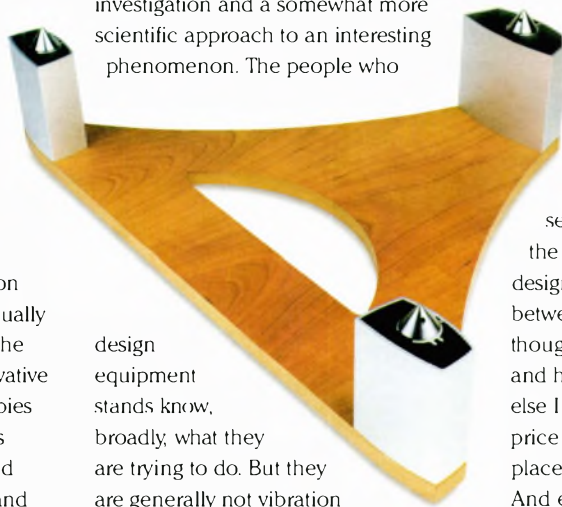 on
ually
he
vative
bies
s
d
and
investigation and a somewhat more
scientific approach to an interesting
phenomenon. The people who
design
equipment
stands know,
broadly, what they
are trying to do. But they
are generally not vibration
se
the
design
betwe
thoug
and h
else I
price
place
And e